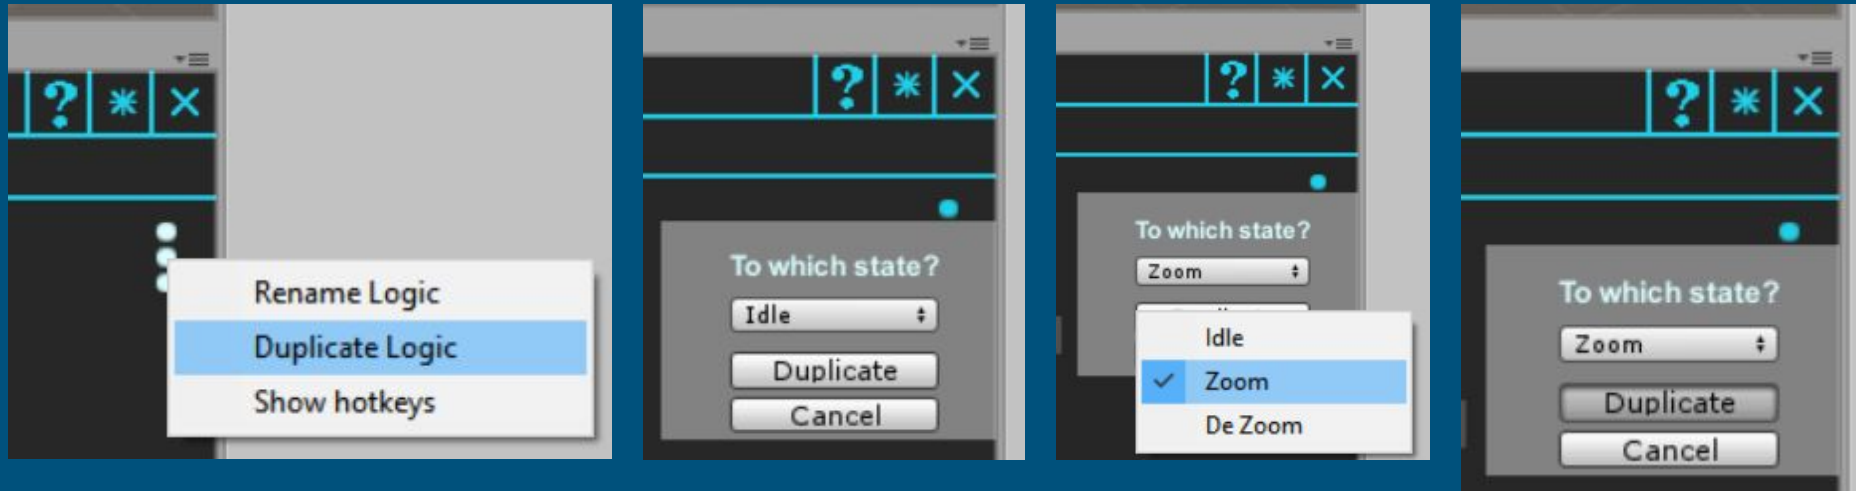 ?
Rename Logic
Duplicate Logic
Show hotkeys
?
To which state?
Idle
Duplicate
Cancel
?
To which state?
Zoom
Idle
Zoom
De Zoom
?
To which state?
Zoom
Duplicate
Cancel